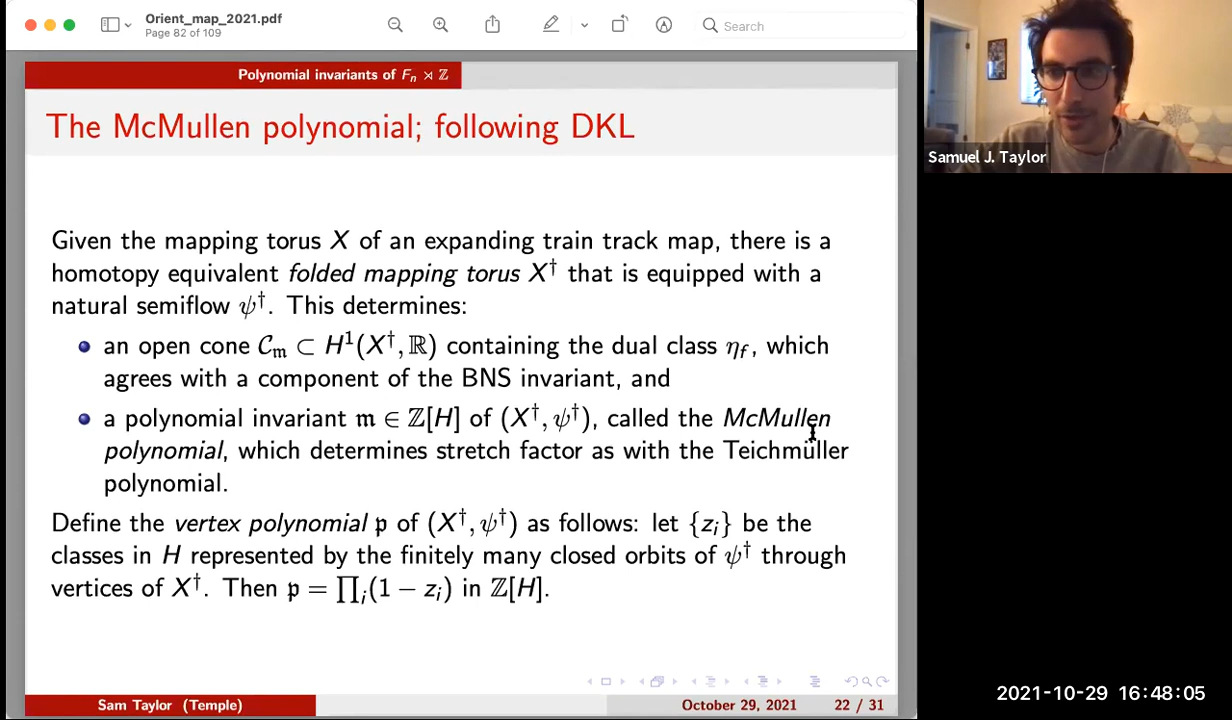 Orient_map_2021.pdf
Page 82 of 109
Search
Polynomial invariants of Fₙ ⋊ ℤ
The McMullen polynomial; following DKL
Given the mapping torus X of an expanding train track map, there is a
homotopy equivalent folded mapping torus X† that is equipped with a
natural semiflow ψ†. This determines:
an open cone 𝒞_𝔪 ⊂ H¹(X†, ℝ) containing the dual class η_f, which
agrees with a component of the BNS invariant, and
a polynomial invariant 𝔪 ∈ ℤ[H] of (X†, ψ†), called the McMullen
polynomial, which determines stretch factor as with the Teichmüller
polynomial.
Define the vertex polynomial 𝔭 of (X†, ψ†) as follows: let {zᵢ} be the
classes in H represented by the finitely many closed orbits of ψ† through
vertices of X†. Then 𝔭 = ∏ᵢ(1 − zᵢ) in ℤ[H].
Sam Taylor (Temple)
October 29, 2021
22 / 31
Samuel J. Taylor
2021-10-29 16:48:05